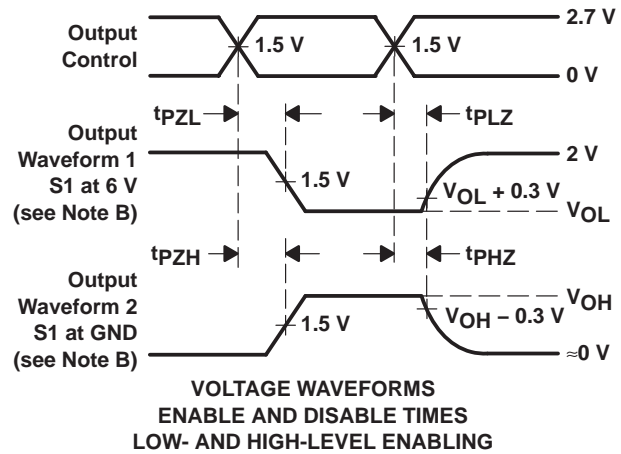 2.7 V
Output
Control
1.5 V
1.5 V
0 V
tPZL
tPLZ
Output
Waveform 1
S1 at 6 V
(see Note B)
2 V
1.5 V
VOL + 0.3 V
VOL
tPZH
tPHZ
Output
Waveform 2
S1 at GND
(see Note B)
VOH
VOH − 0.3 V
1.5 V
≈0 V
VOLTAGE WAVEFORMS
ENABLE AND DISABLE TIMES
LOW- AND HIGH-LEVEL ENABLING